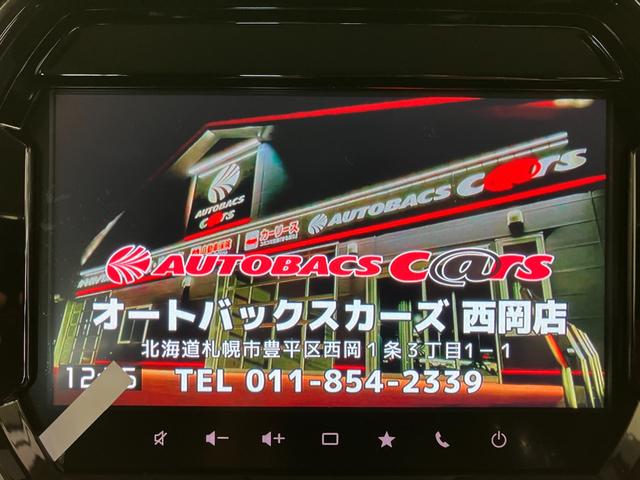 AUTOBACS
C@RS
カーリース
AUTOBACS C@RS
AUTOBACS C@rs
オートバックスカーズ 西岡店
北海道札幌市豊平区西岡1条3丁目1-1
TEL 011-854-2339